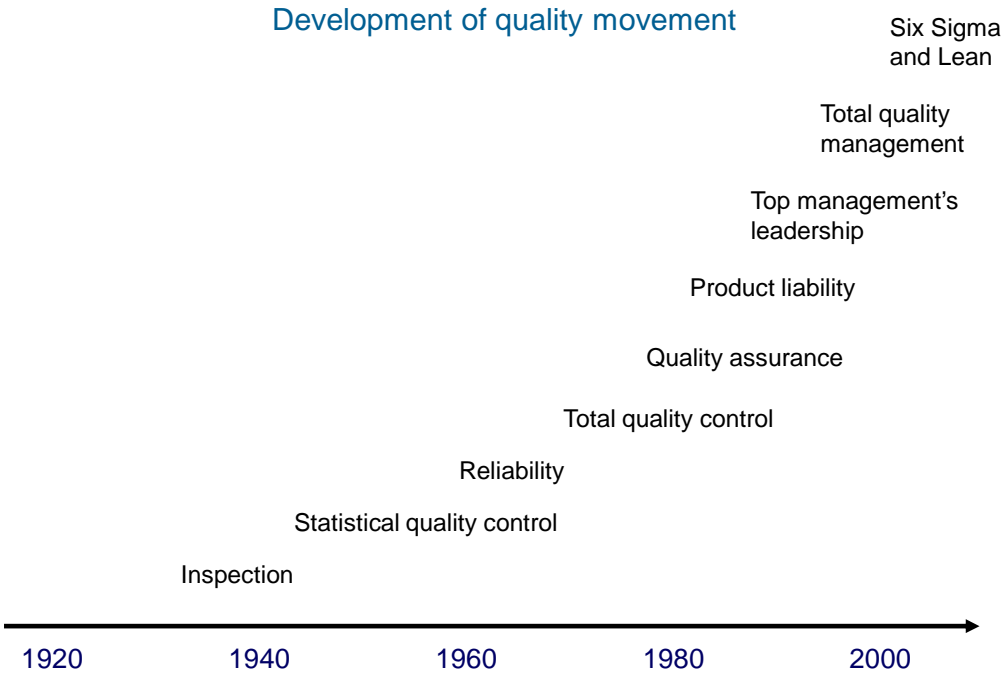 Development of quality movement
Six Sigma
and Lean
Total quality
management
Top management’s
leadership
Product liability
Quality assurance
Total quality control
Reliability
Statistical quality control
Inspection
1920 1940 1960 1980 2000